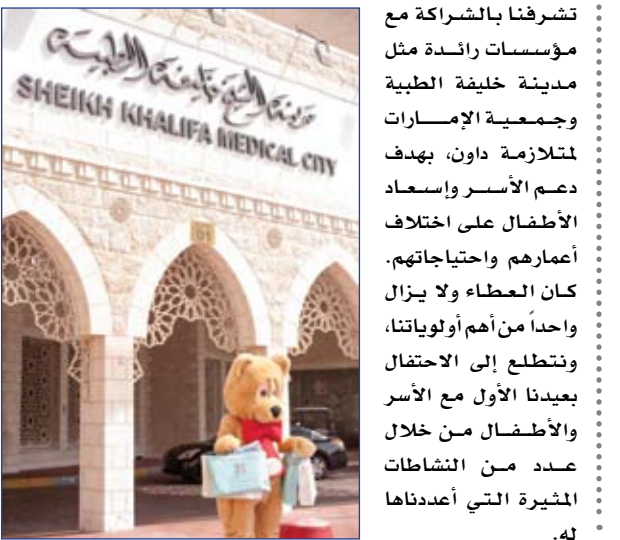 تشرفنا بالشراكة مع
مؤسسات رائدة مثل
مدينة خليفة الطبية
وجمعية الإمارات
لمتلازمة داون، بهدف
دعم الأسر وإسعاد
الأطفال على اختلاف
أعمارهم واحتياجاتهم.
كان العطاء ولا يزال
واحداً من أهم أولوياتنا،
ونتطلع إلى الاحتفال
بعيدنا الأول مع الأسر
والأطفال من خلال
عدد من النشاطات
المثيرة التي أعددناها
له.
مدينة الشيخ خليفة الطبية
SHEIKH KHALIFA MEDICAL CITY
01